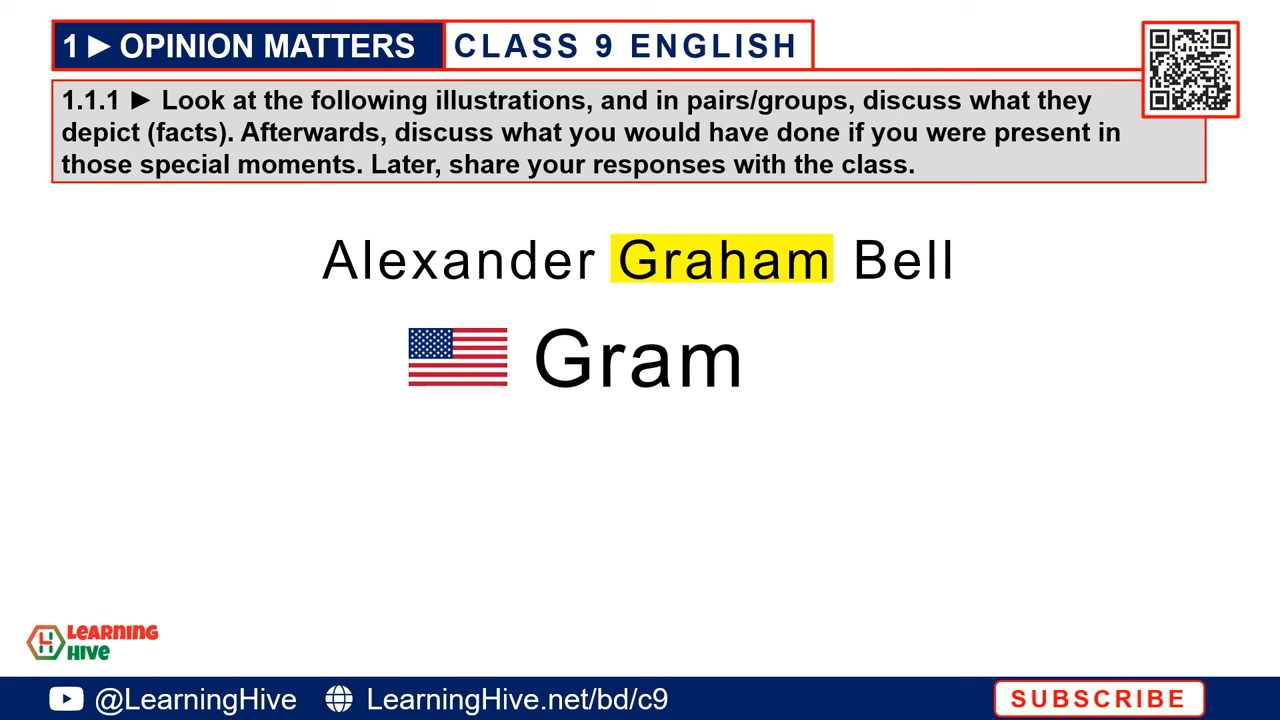 1 ► OPINION MATTERS CLASS 9 ENGLISH
1.1.1 ► Look at the following illustrations, and in pairs/groups, discuss what they
depict (facts). Afterwards, discuss what you would have done if you were present in
those special moments. Later, share your responses with the class.
Alexander Graham Bell
Gram
LEARNING
HIVE
@LearningHive LearningHive.net/bd/c9 SUBSCRIBE